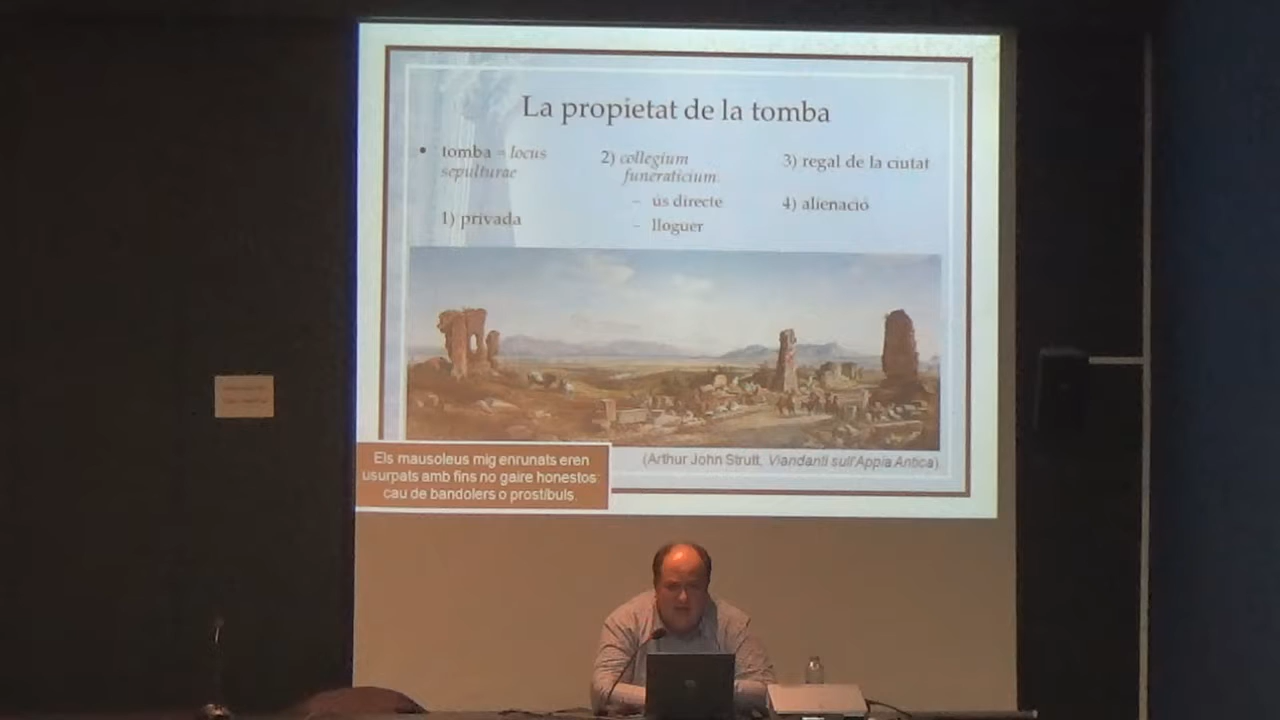 La propietat de la tomba
• tomba = locus
sepulturae
1) privada
2) collegium
funeraticium
– ús directe
– lloguer
3) regal de la ciutat
4) alienació
(Arthur John Strutt, Viandanti sull'Appia Antica)
Els mausoleus mig enrunats eren
usurpats amb fins no gaire honestos:
cau de bandolers o prostíbuls.